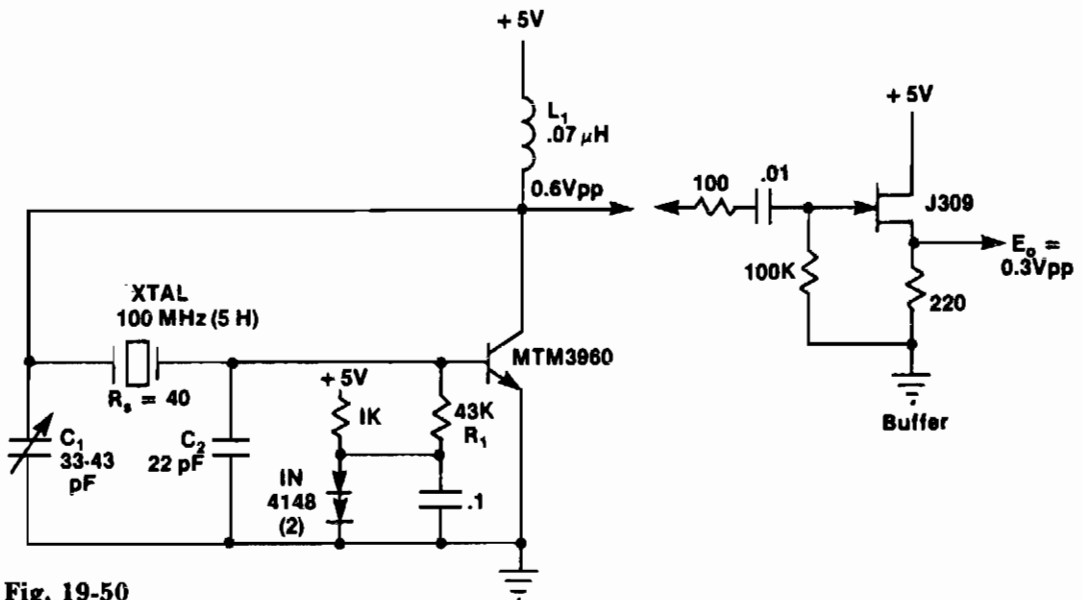 + 5V
L1
.07 μH
0.6Vpp
+ 5V
100
.01
J309
100K
Eo =
0.3Vpp
220
Buffer
XTAL
100 MHz (5 H)
Rs = 40
MTM3960
+ 5V
1K
43K
R1
C1
33-43
pF
C2
22 pF
IN
4148
(2)
.1
Fig. 19-50